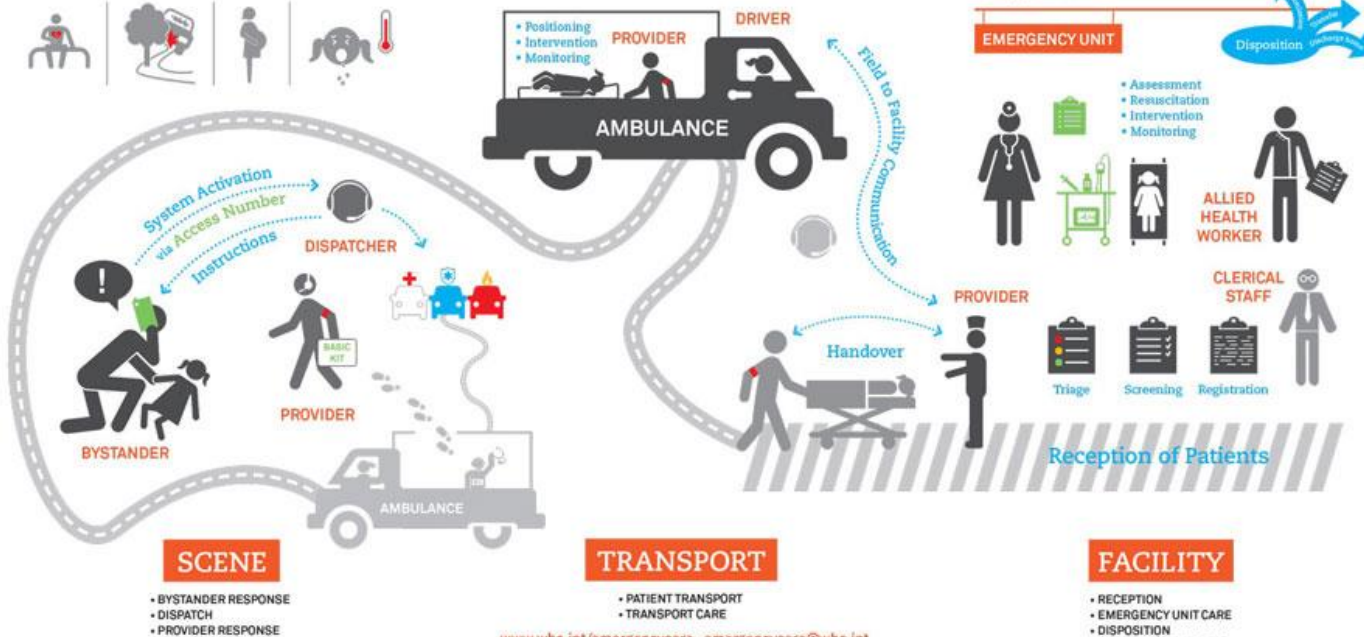 • Positioning
• Intervention
• Monitoring
PROVIDER
DRIVER
AMBULANCE
Field to Facility Communication
EMERGENCY UNIT
Disposition
Transfer
Discharge home
• Assessment
• Resuscitation
• Intervention
• Monitoring
ALLIED
HEALTH
WORKER
CLERICAL
STAFF
System Activation
via Access Number
Instructions
DISPATCHER
BASIC
KIT
PROVIDER
BYSTANDER
AMBULANCE
PROVIDER
Handover
Triage
Screening
Registration
Reception of Patients
SCENE
• BYSTANDER RESPONSE
• DISPATCH
• PROVIDER RESPONSE
TRANSPORT
• PATIENT TRANSPORT
• TRANSPORT CARE
FACILITY
• RECEPTION
• EMERGENCY UNIT CARE
• DISPOSITION